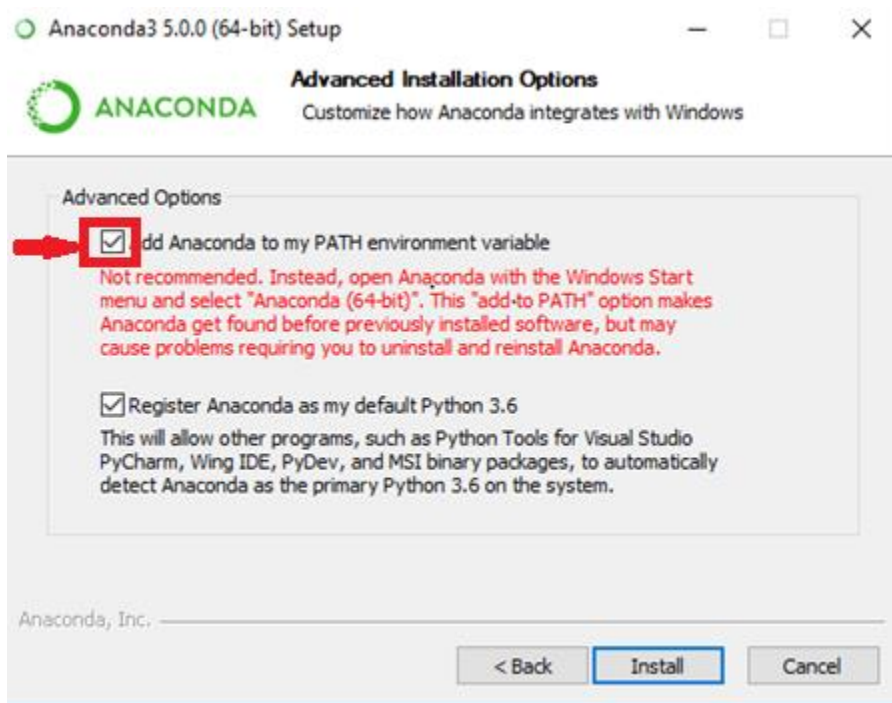 Anaconda3 5.0.0 (64-bit) Setup
ANACONDA
Advanced Installation Options
Customize how Anaconda integrates with Windows
Advanced Options
dd Anaconda to my PATH environment variable
Not recommended. Instead, open Anaconda with the Windows Start
menu and select "Anaconda (64-bit)". This "add-to PATH" option makes
Anaconda get found before previously installed software, but may
cause problems requiring you to uninstall and reinstall Anaconda.
Register Anaconda as my default Python 3.6
This will allow other programs, such as Python Tools for Visual Studio
PyCharm, Wing IDE, PyDev, and MSI binary packages, to automatically
detect Anaconda as the primary Python 3.6 on the system.
Anaconda, Inc.
< Back Install Cancel